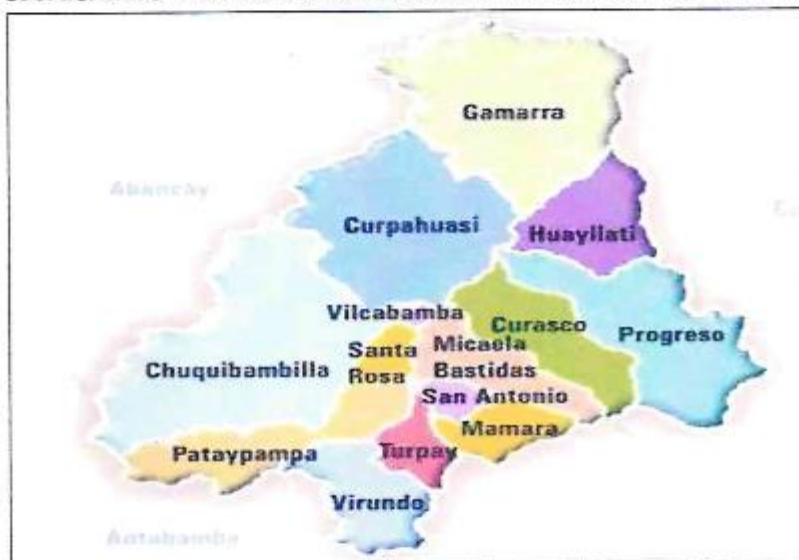 Gamarra
Abancay
Curpahuasi
Huayllati
Vilcabamba
Curasco
Progreso
Santa
Rosa
Micaela
Bastidas
Chuquibambilla
San Antonio
Mamara
Pataypampa
Turpay
Virundo
Antabamba